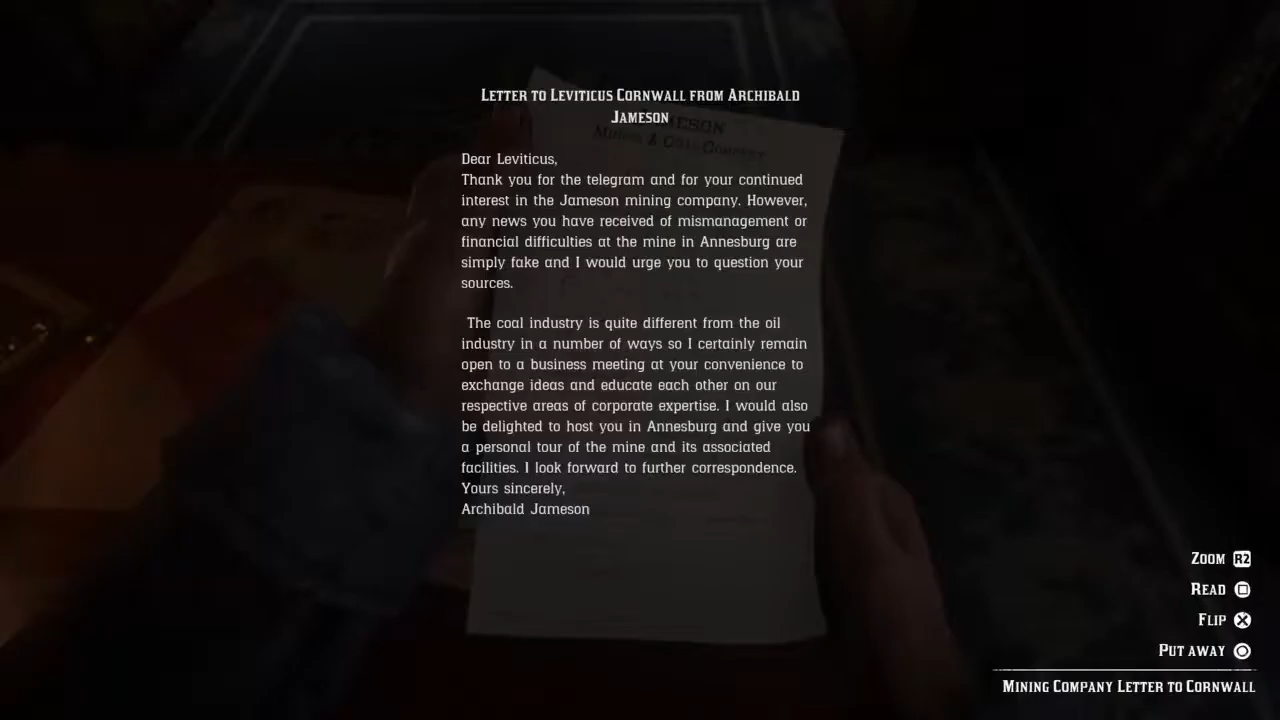 Letter to Leviticus Cornwall from Archibald
Jameson
Jameson
Mining & Coal Company
Dear Leviticus,
Thank you for the telegram and for your continued
interest in the Jameson mining company. However,
any news you have received of mismanagement or
financial difficulties at the mine in Annesburg are
simply fake and I would urge you to question your
sources.
The coal industry is quite different from the oil
industry in a number of ways so I certainly remain
open to a business meeting at your convenience to
exchange ideas and educate each other on our
respective areas of corporate expertise. I would also
be delighted to host you in Annesburg and give you
a personal tour of the mine and its associated
facilities. I look forward to further correspondence.
Yours sincerely,
Archibald Jameson
Zoom R2
Read
Flip
Put away
Mining Company Letter to Cornwall